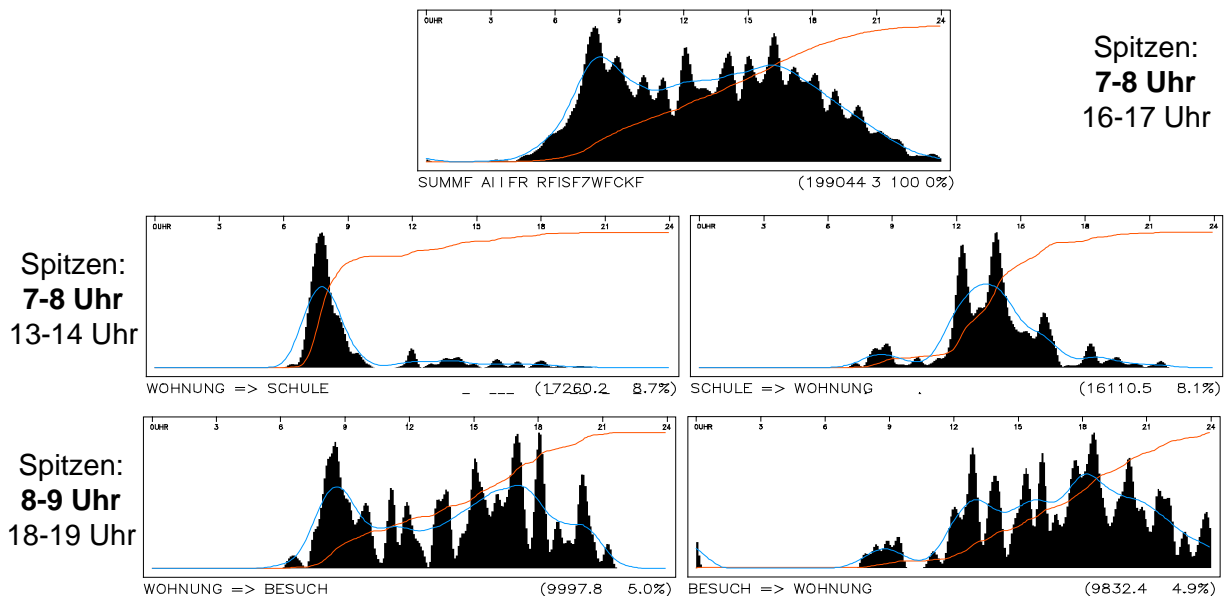 0UHR 3 6 9 12 15 18 21 24
Spitzen:
7-8 Uhr
16-17 Uhr
(199044 3 100 0%)
Spitzen:
7-8 Uhr
13-14 Uhr
0UHR 3 6 9 12 15 18 21 24
WOHNUNG => SCHULE (17260.2 8.7%)
0UHR 3 6 9 12 15 18 21 24
SCHULE => WOHNUNG (16110.5 8.1%)
Spitzen:
8-9 Uhr
18-19 Uhr
0UHR 3 6 9 12 15 18 21 24
WOHNUNG => BESUCH (9997.8 5.0%)
0UHR 3 6 9 12 15 18 21 24
BESUCH => WOHNUNG (9832.4 4.9%)